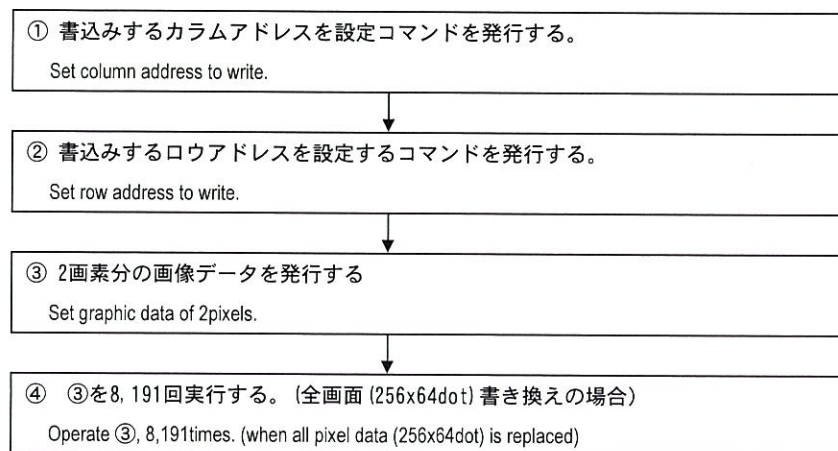 ① 書込みするカラムアドレスを設定コマンドを発行する。
Set column address to write.
② 書込みするロウアドレスを設定するコマンドを発行する。
Set row address to write.
③ 2画素分の画像データを発行する
Set graphic data of 2pixels.
④ ③を8, 191回実行する。(全画面(256x64dot)書き換えの場合)
Operate ③, 8,191times. (when all pixel data (256x64dot) is replaced)